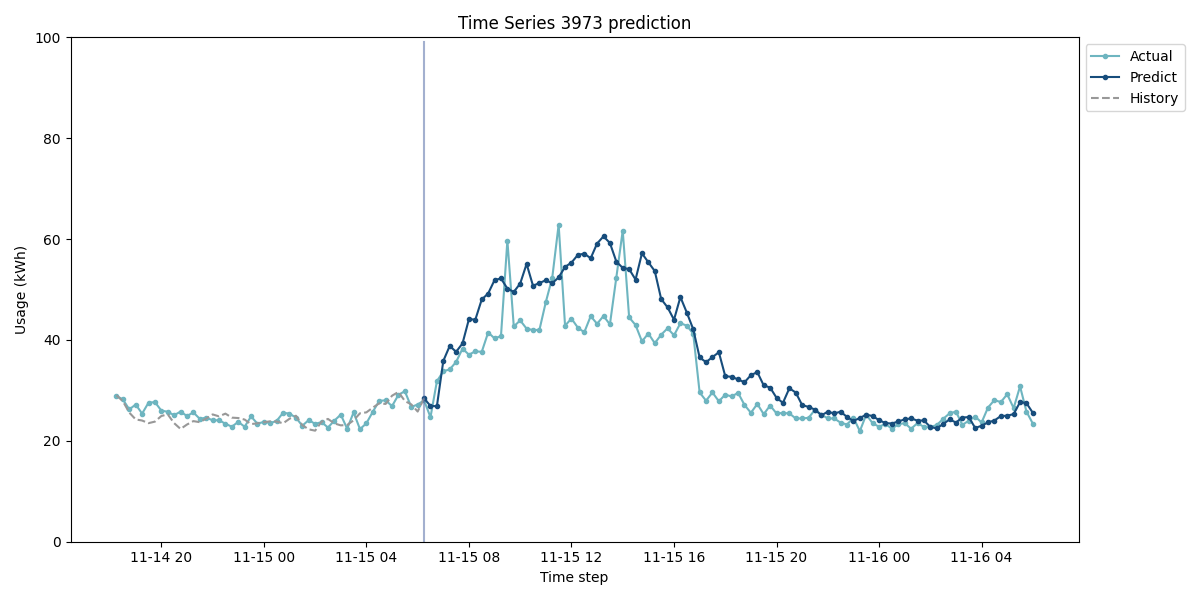 Time Series 3973 prediction
100
80
60
40
20
0
Usage (kWh)
11-14 20
11-15 00
11-15 04
11-15 08
11-15 12
11-15 16
11-15 20
11-16 00
11-16 04
Time step
Actual
Predict
History